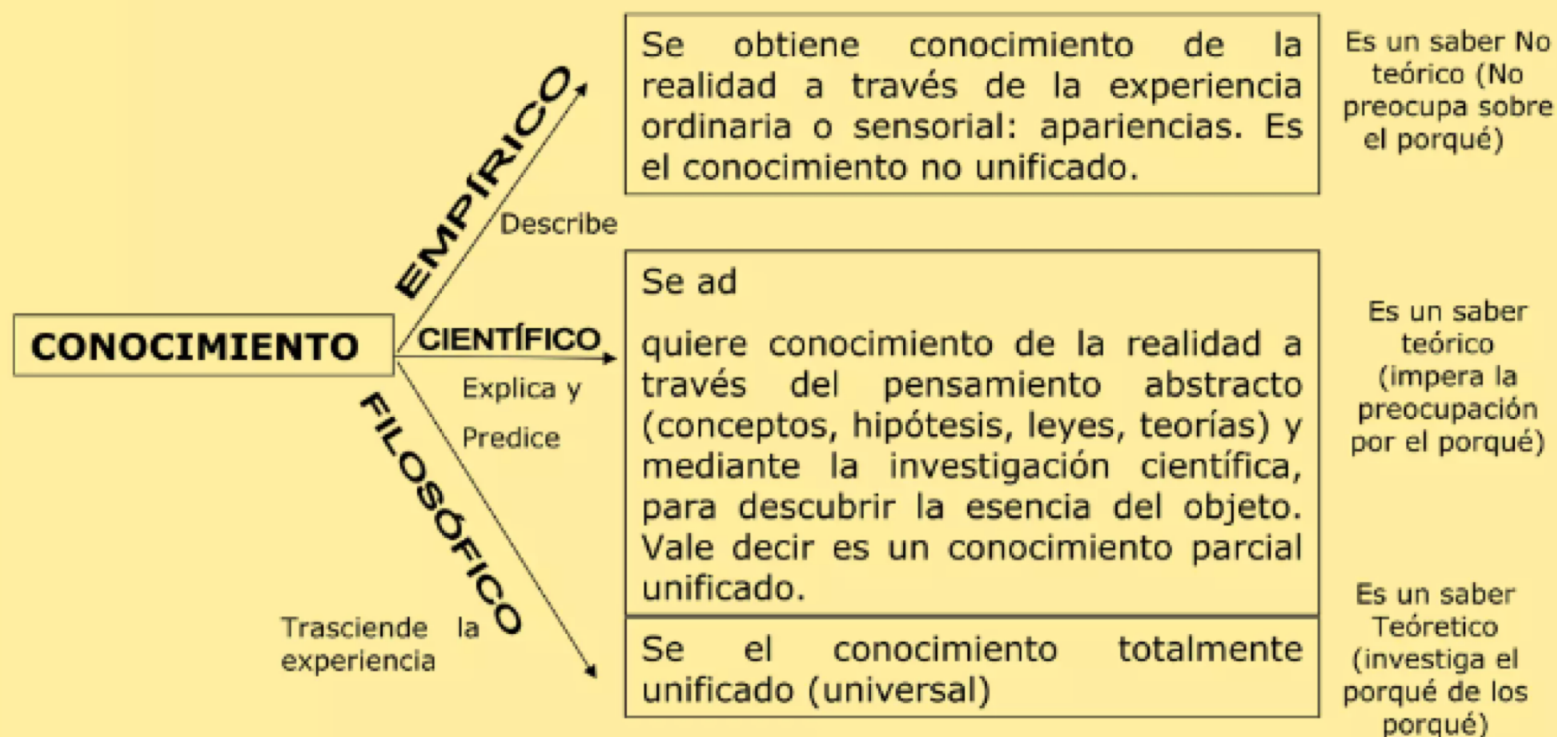 CONOCIMIENTO
EMPÍRICO
Describe
Se obtiene conocimiento de la
realidad a través de la experiencia
ordinaria o sensorial: apariencias. Es
el conocimiento no unificado.
Es un saber No
teórico (No
preocupa sobre
el porqué)
CIENTÍFICO
Explica y
Predice
Se ad
quiere conocimiento de la realidad a
través del pensamiento abstracto
(conceptos, hipótesis, leyes, teorías) y
mediante la investigación científica,
para descubrir la esencia del objeto.
Vale decir es un conocimiento parcial
unificado.
Es un saber
teórico
(impera la
preocupación
por el porqué)
FILOSÓFICO
Trasciende la
experiencia
Se el conocimiento totalmente
unificado (universal)
Es un saber
Teóretico
(investiga el
porqué de los
porqué)